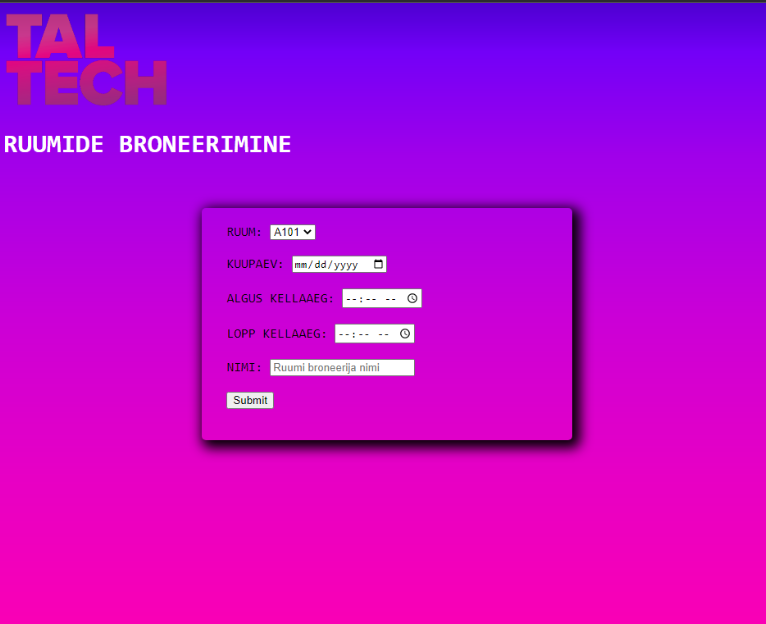 TAL
TECH
RUUMIDE BRONEERIMINE
RUUM: A101
KUUPAEV: mm/dd/yyyy
ALGUS KELLAAEG: --:-- --
LOPP KELLAAEG: --:-- --
NIMI: Ruumi broneerija nimi
Submit